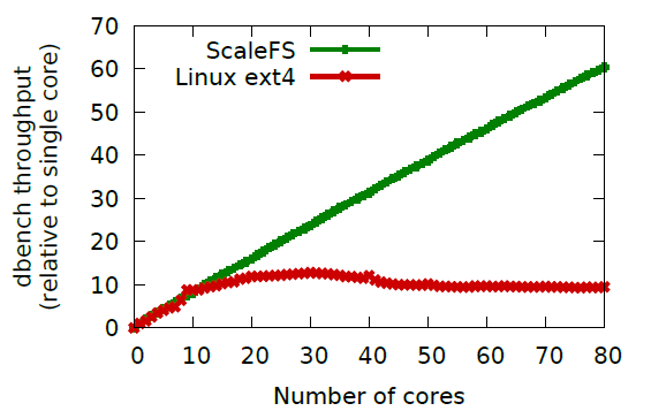 dbench throughput
(relative to single core)
70
60
50
40
30
20
10
0
ScaleFS
Linux ext4
0 10 20 30 40 50 60 70 80
Number of cores